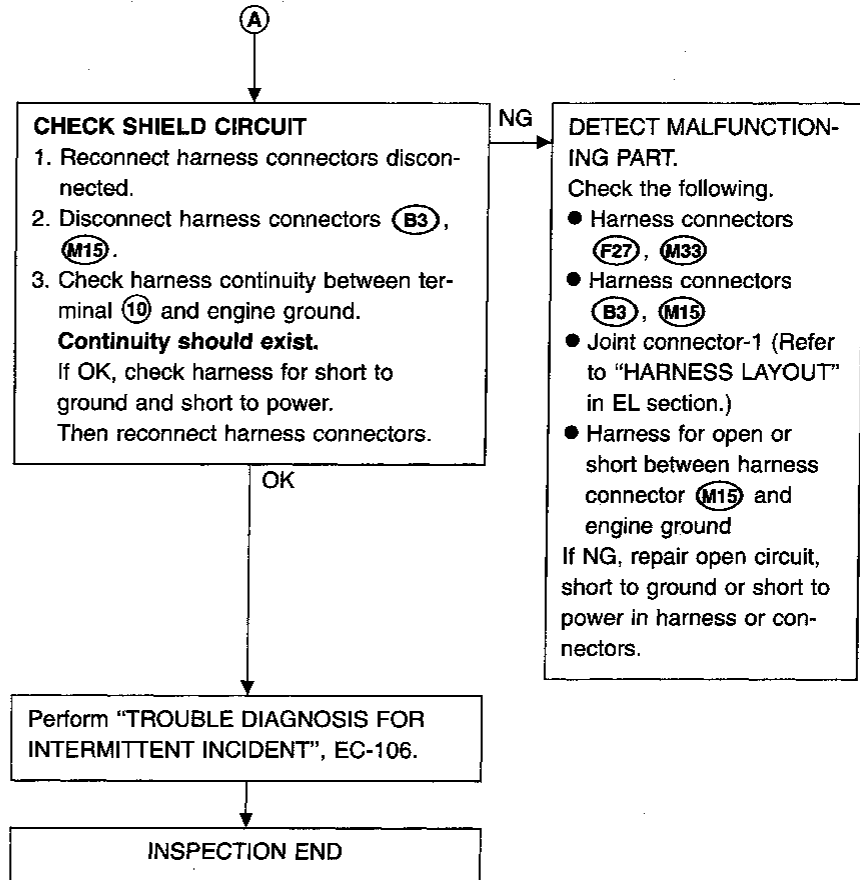 A
CHECK SHIELD CIRCUIT
1. Reconnect harness connectors discon-
nected.
2. Disconnect harness connectors B3,
M15.
3. Check harness continuity between ter-
minal 10 and engine ground.
Continuity should exist.
If OK, check harness for short to
ground and short to power.
Then reconnect harness connectors.
NG
DETECT MALFUNCTION-
ING PART.
Check the following.
● Harness connectors
F27, M33
● Harness connectors
B3, M15
● Joint connector-1 (Refer
to "HARNESS LAYOUT"
in EL section.)
● Harness for open or
short between harness
connector M15 and
engine ground
If NG, repair open circuit,
short to ground or short to
power in harness or con-
nectors.
OK
Perform "TROUBLE DIAGNOSIS FOR
INTERMITTENT INCIDENT", EC-106.
INSPECTION END